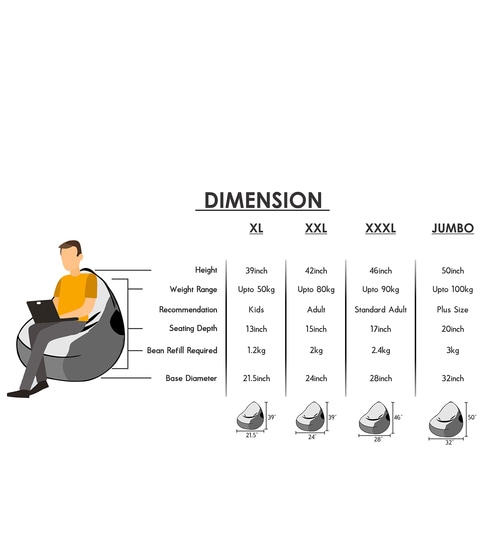 DIMENSION
XL XXL XXXL JUMBO
Height 39inch 42inch 46inch 50inch
Weight Range Upto 50kg Upto 80kg Upto 90kg Upto 100kg
Recommendation Kids Adult Standard Adult Plus Size
Seating Depth 13inch 15inch 17inch 20inch
Bean Refill Required 1.2kg 2kg 2.4kg 3kg
Base Diameter 21.5inch 24inch 28inch 32inch
39" 39" 46" 50"
21.5" 24" 28" 32"